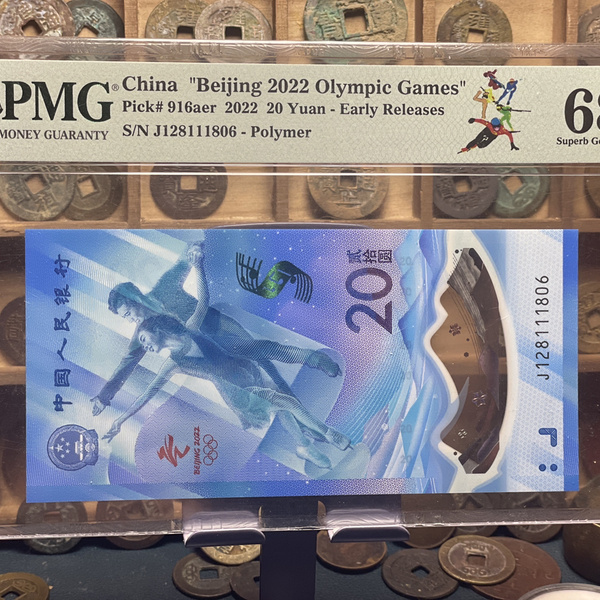 PMG
MONEY GUARANTY
China "Beijing 2022 Olympic Games"
Pick# 916aer 2022 20 Yuan - Early Releases
S/N J128111806 - Polymer
68
Superb Ge
中国人民银行
BEIJING 2022
贰拾圆
20
J128111806